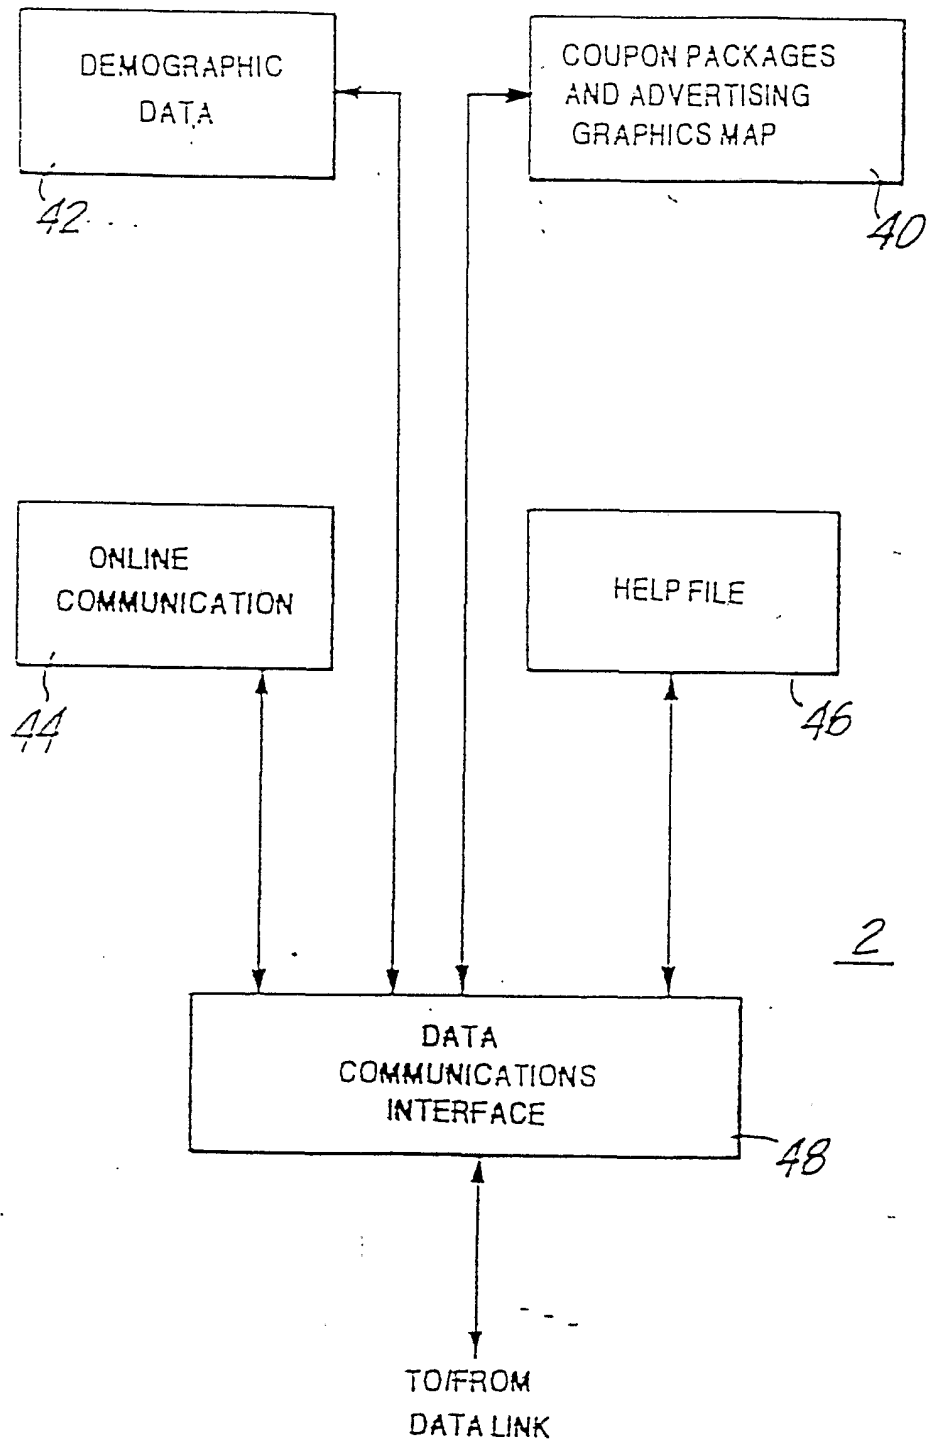 DEMOGRAPHIC
DATA
42
COUPON PACKAGES
AND ADVERTISING
GRAPHICS MAP
40
ONLINE
COMMUNICATION
44
HELP FILE
46
2
DATA
COMMUNICATIONS
INTERFACE
48
TO/FROM
DATA LINK